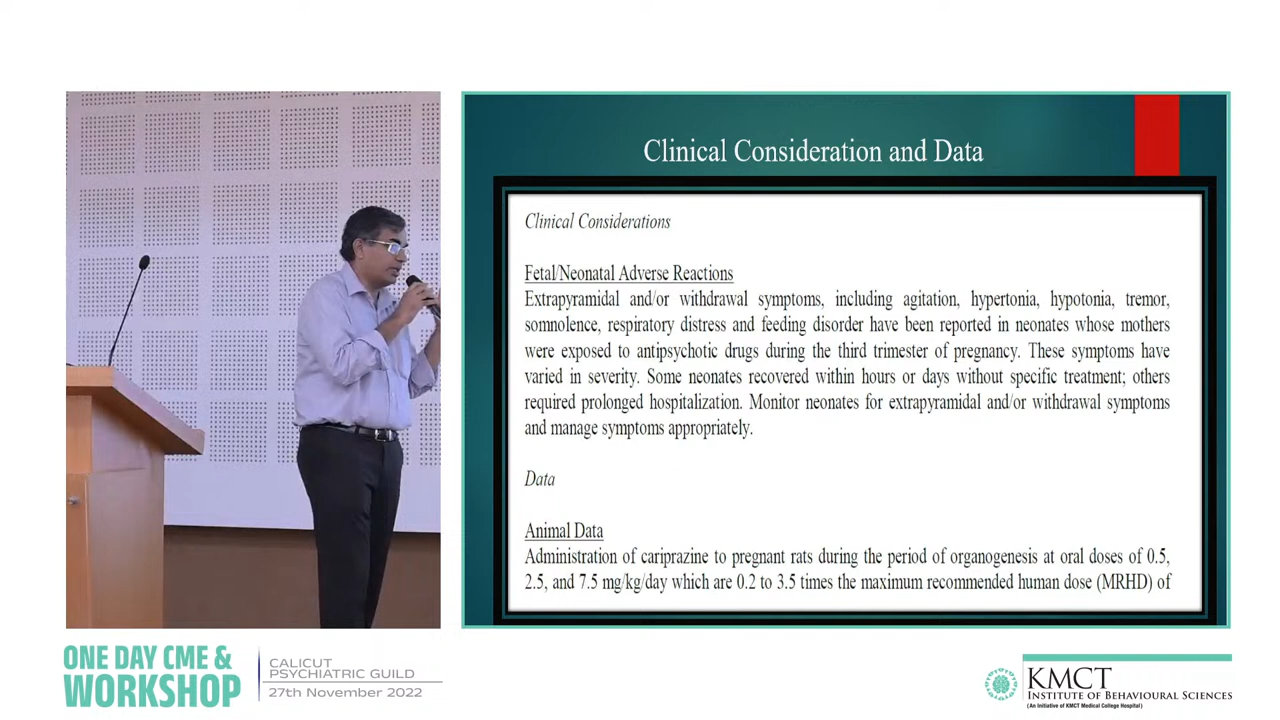 Clinical Consideration and Data
Clinical Considerations
Fetal/Neonatal Adverse Reactions
Extrapyramidal and/or withdrawal symptoms, including agitation, hypertonia, hypotonia, tremor,
somnolence, respiratory distress and feeding disorder have been reported in neonates whose mothers
were exposed to antipsychotic drugs during the third trimester of pregnancy. These symptoms have
varied in severity. Some neonates recovered within hours or days without specific treatment; others
required prolonged hospitalization. Monitor neonates for extrapyramidal and/or withdrawal symptoms
and manage symptoms appropriately.
Data
Animal Data
Administration of cariprazine to pregnant rats during the period of organogenesis at oral doses of 0.5,
2.5, and 7.5 mg/kg/day which are 0.2 to 3.5 times the maximum recommended human dose (MRHD) of
ONE DAY CME &
WORKSHOP
CALICUT
PSYCHIATRIC GUILD
27th November 2022
KMCT
INSTITUTE OF BEHAVIOURAL SCIENCES
(An Initiative of KMCT Medical College Hospital)